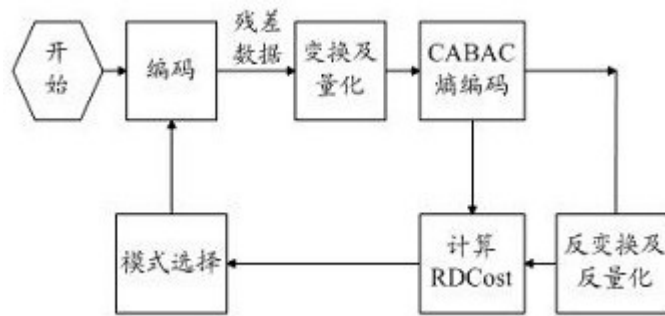 开
始
编码
残差
数据
变换及
量化
CABAC
熵编码
模式选择
计算
RDCost
反变换及
反量化